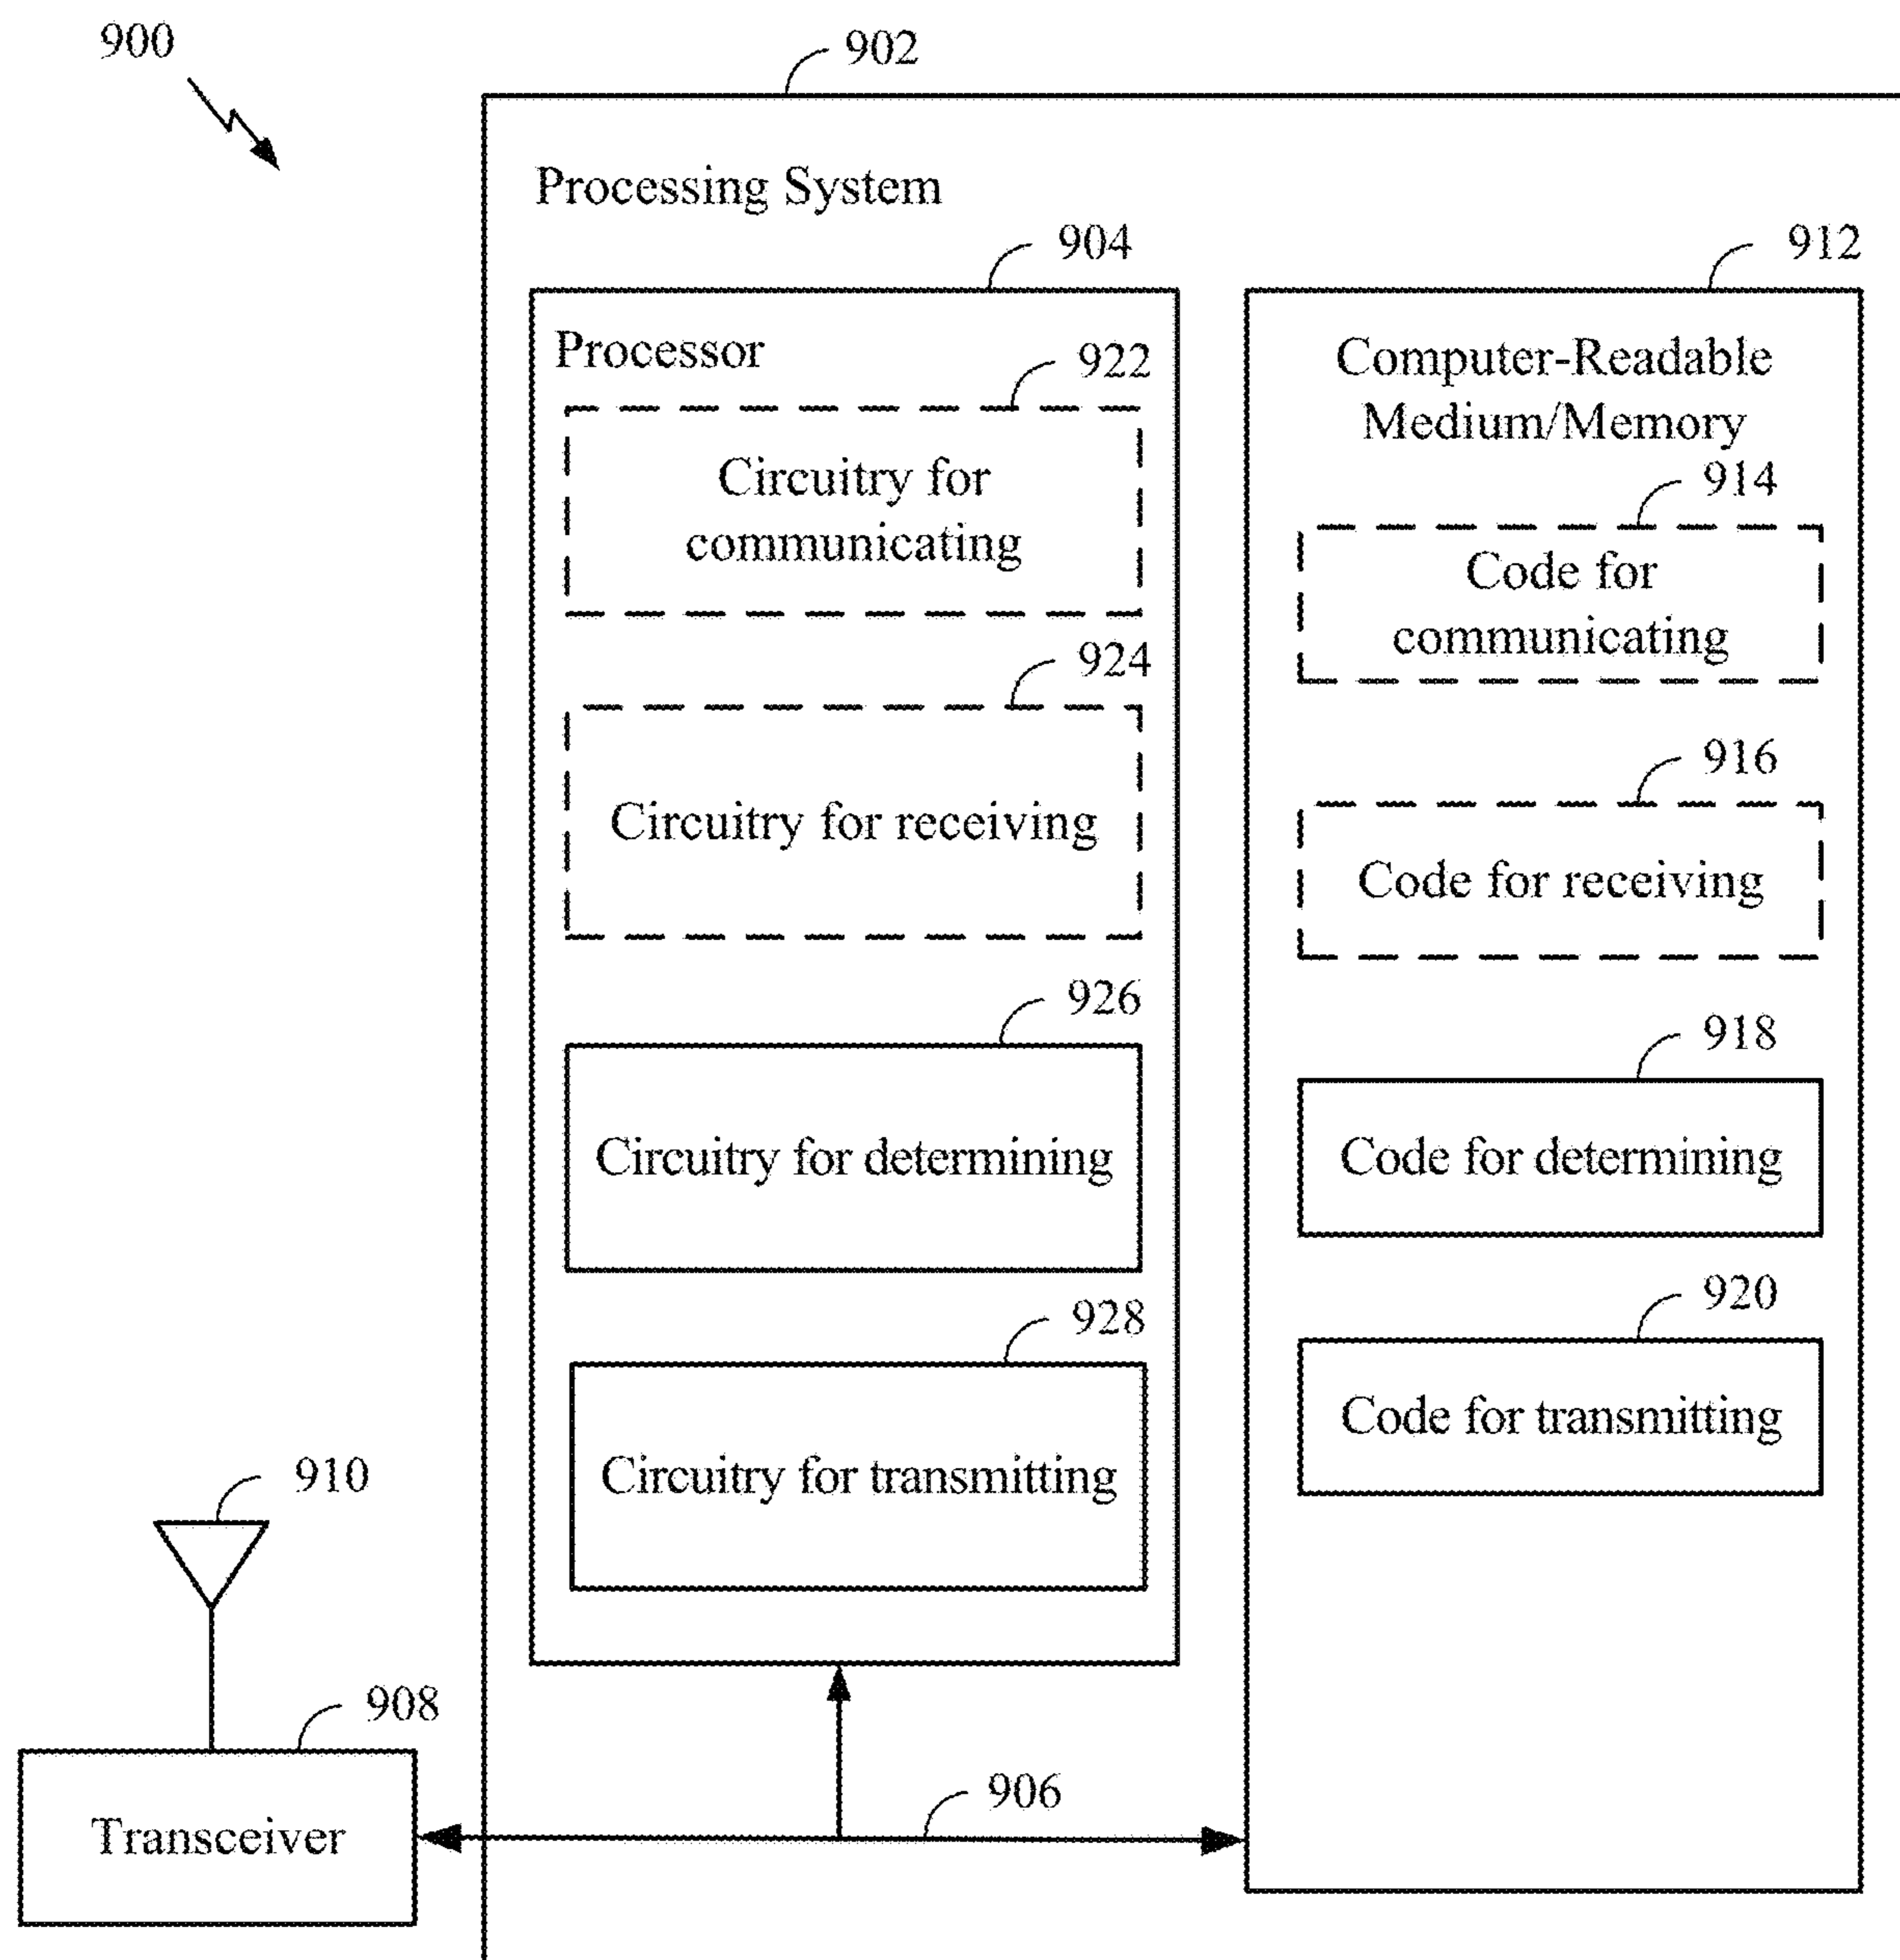 900
902
Processing System
904
912
Processor
922
Circuitry for
communicating
924
Circuitry for receiving
926
Circuitry for determining
928
Circuitry for transmitting
Computer-Readable
Medium/Memory
914
Code for
communicating
916
Code for receiving
918
Code for determining
920
Code for transmitting
910
908
Transceiver
906